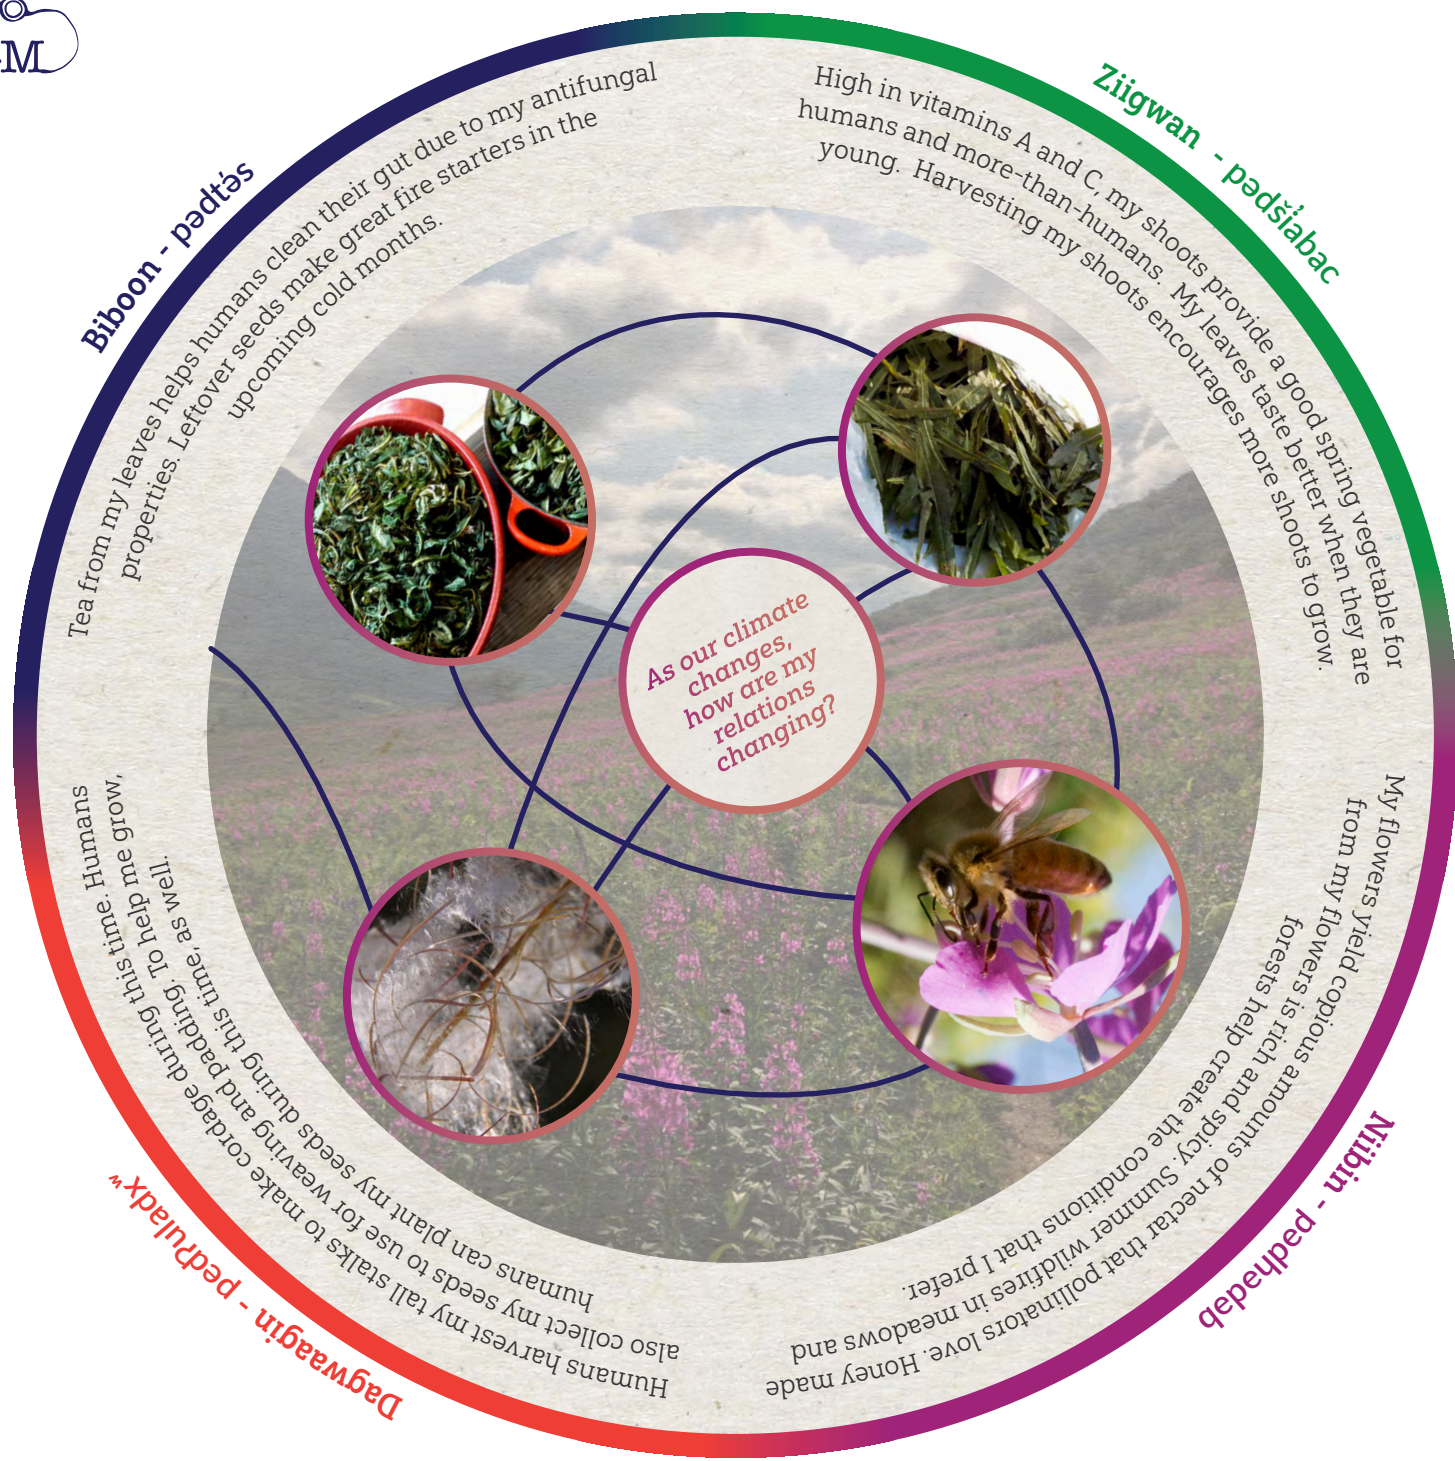 M
Biboon - pədt̓əs
Tea from my leaves helps humans clean their gut due to my antifungal
properties. Leftover seeds make great fire starters in the
upcoming cold months.
Ziigwan - pədšiʼabac
High in vitamins A and C, my shoots provide a good spring vegetable for
humans and more-than-humans. My leaves taste better when they are
young. Harvesting my shoots encourages more shoots to grow.
Niibin - pədhədəb
My flowers yield copious amounts of nectar that pollinators love. Honey made
from my flowers is rich and spicy. Summer wildfires in meadows and
forests help create the conditions that I prefer.
Dagwaagin - pədʔuladxʷ
Humans harvest my tall stalks to make cordage during this time. Humans
also collect my seeds to use for weaving and padding. To help me grow,
humans can plant my seeds during this time, as well.
As our climate
changes,
how are my
relations
changing?